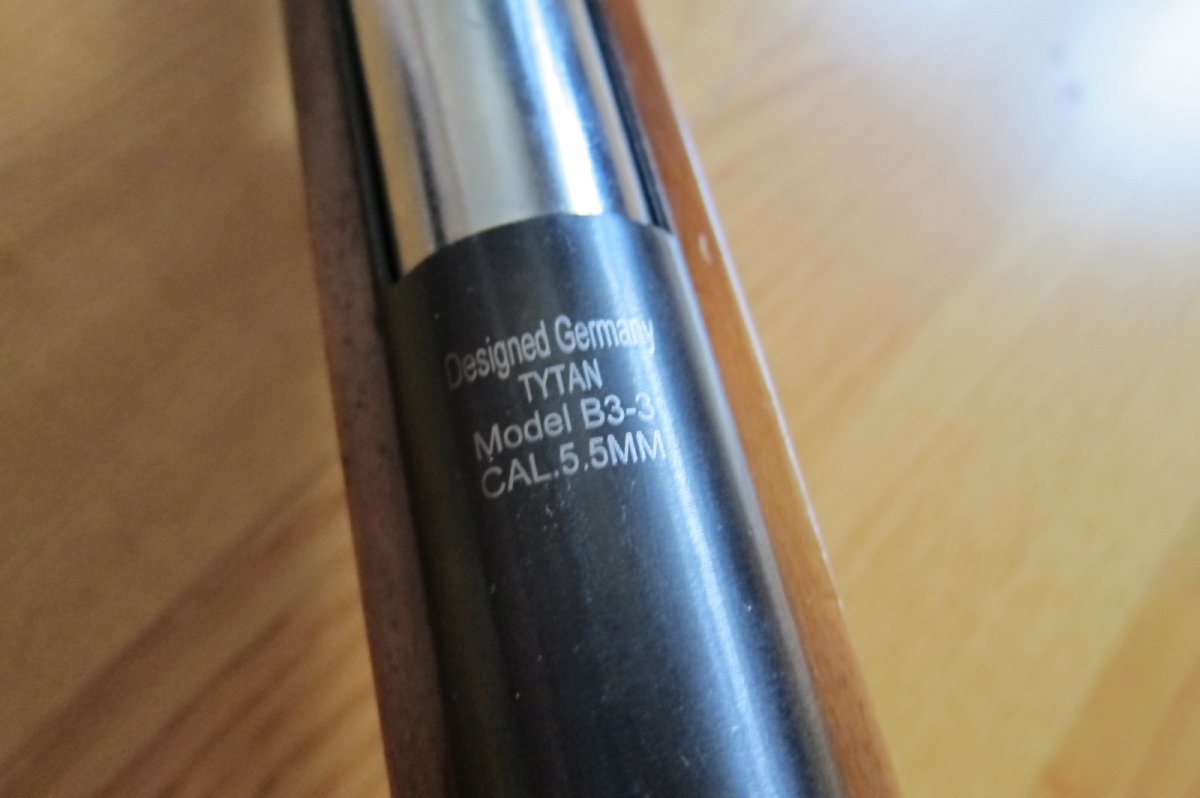 Designed Germany
TYTAN
Model B3-3
CAL.5.5MM